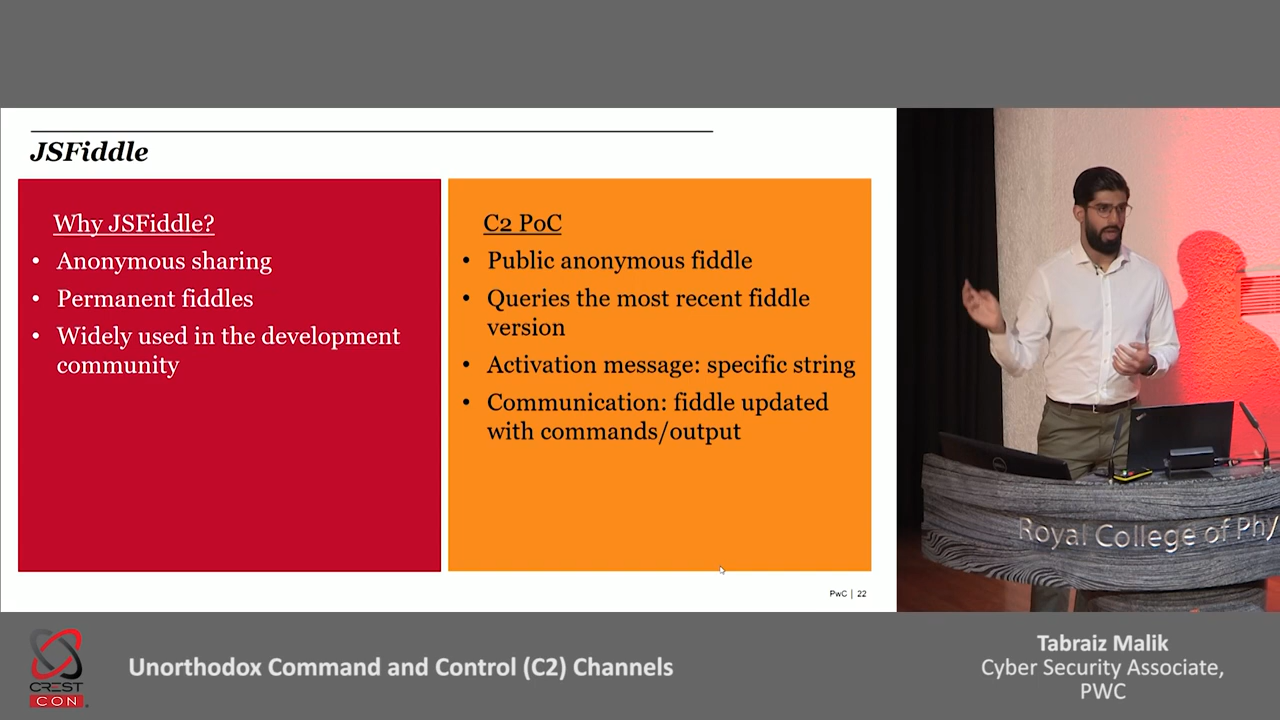 JSFiddle
Why JSFiddle?
• Anonymous sharing
• Permanent fiddles
• Widely used in the development
community
C2 PoC
• Public anonymous fiddle
• Queries the most recent fiddle
version
• Activation message: specific string
• Communication: fiddle updated
with commands/output
PwC | 22
Royal College of Phy
CREST
CON
Unorthodox Command and Control (C2) Channels
Tabraiz Malik
Cyber Security Associate,
PWC